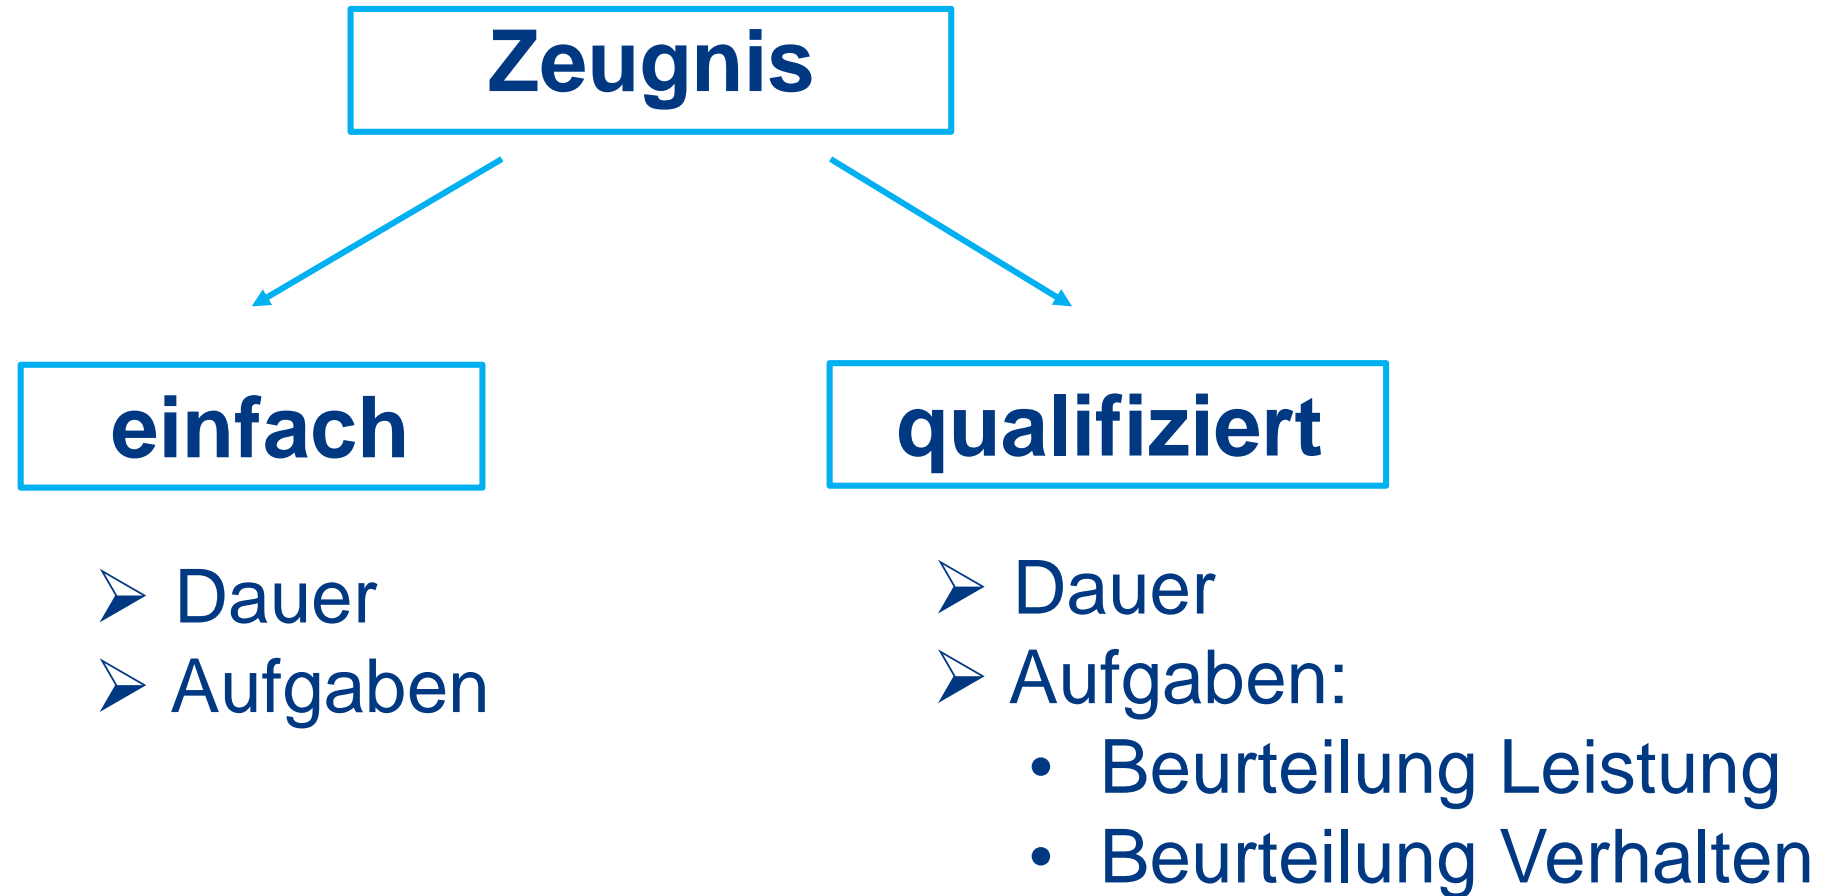 Zeugnis
einfach
➢ Dauer
➢ Aufgaben
qualifiziert
➢ Dauer
➢ Aufgaben:
• Beurteilung Leistung
• Beurteilung Verhalten